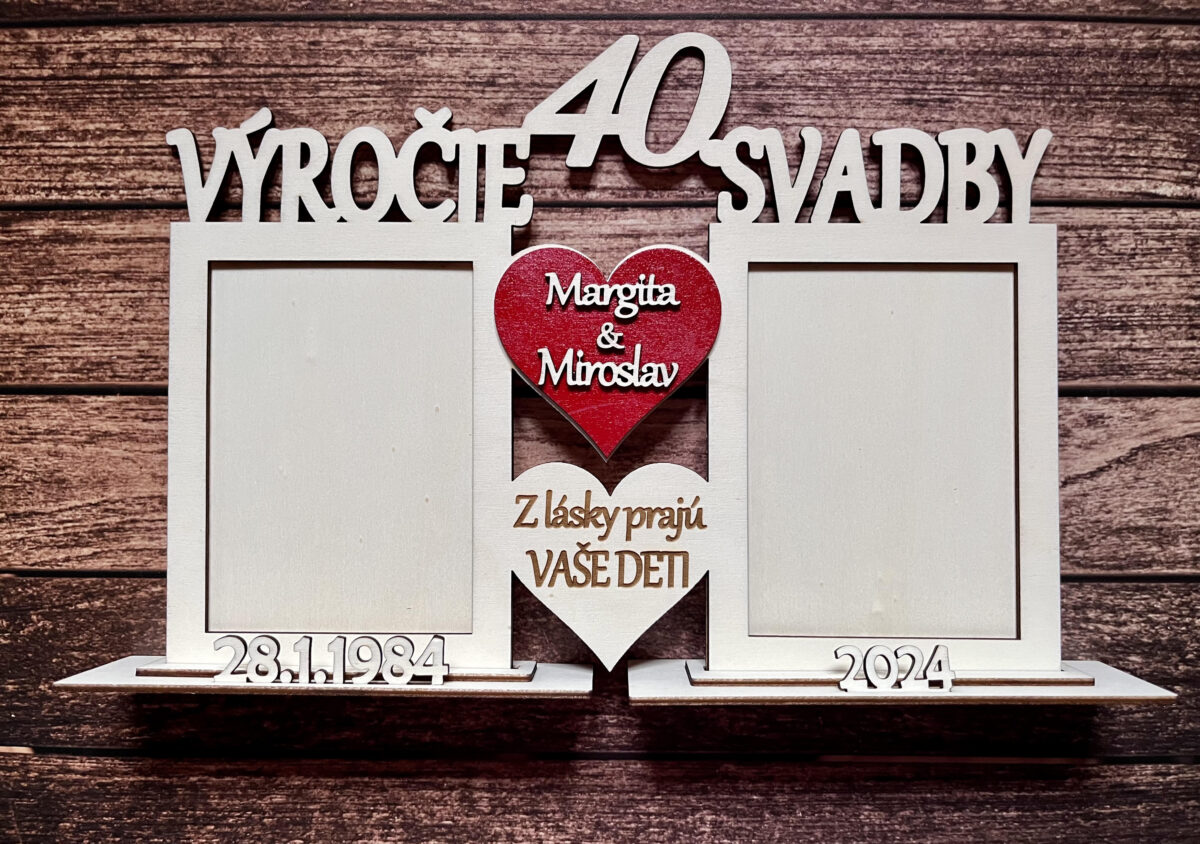 VÝROČIE 40. SVADBY
Margita
&
Miroslav
Z lásky prajú
VAŠE DETI
28.1.1984
2024